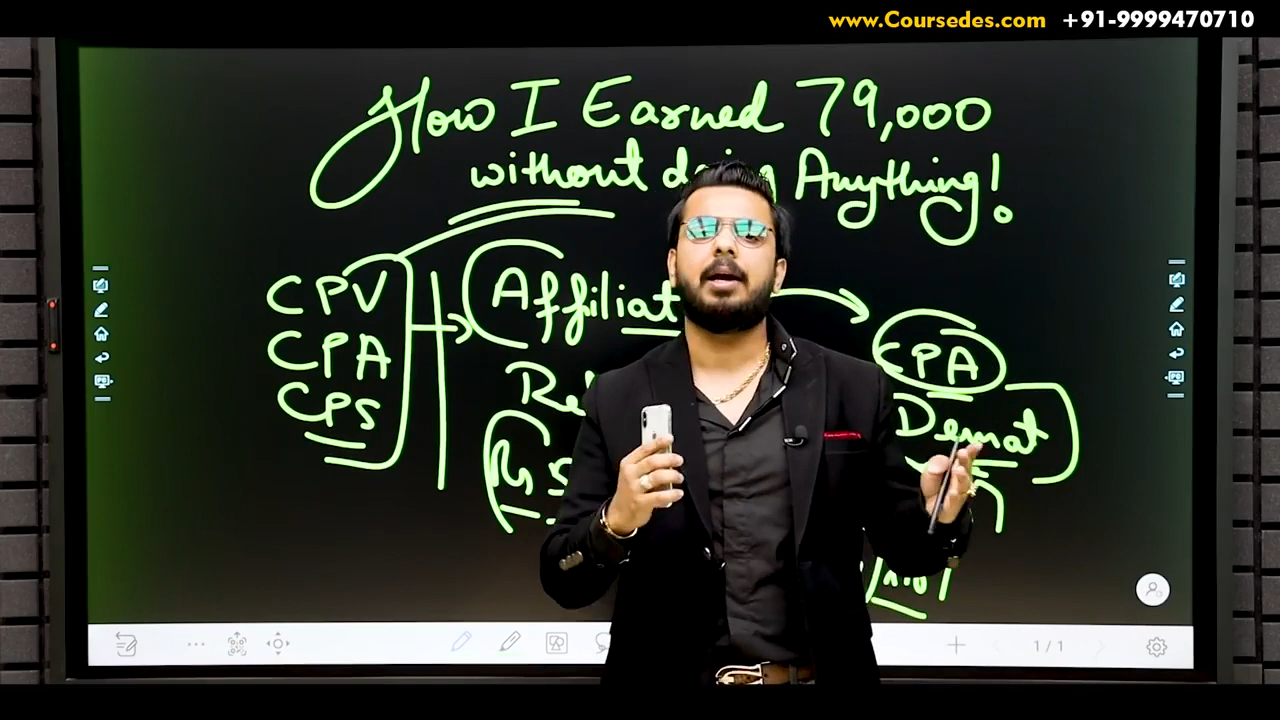 www.Coursedes.com +91-9999470710
How I Earned 79,000
without doing Anything!
CPV
CPA
CPS
Affiliat
CPA
Demat
1/1